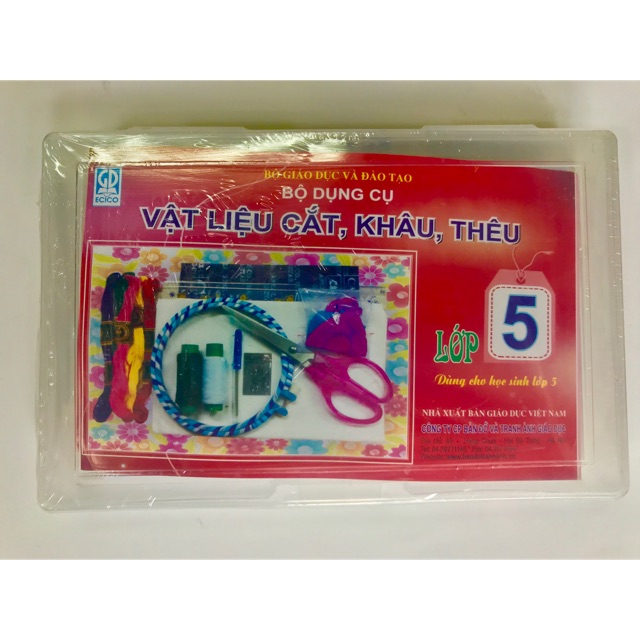 ECICO
BỘ GIÁO DỤC VÀ ĐÀO TẠO
BỘ DỤNG CỤ
VẬT LIỆU CẮT, KHÂU, THÊU
LỚP 5
Dùng cho học sinh lớp 5
NHÀ XUẤT BẢN GIÁO DỤC VIỆT NAM
CÔNG TY CP BẢN ĐỒ VÀ TRANH ẢNH GIÁO DỤC